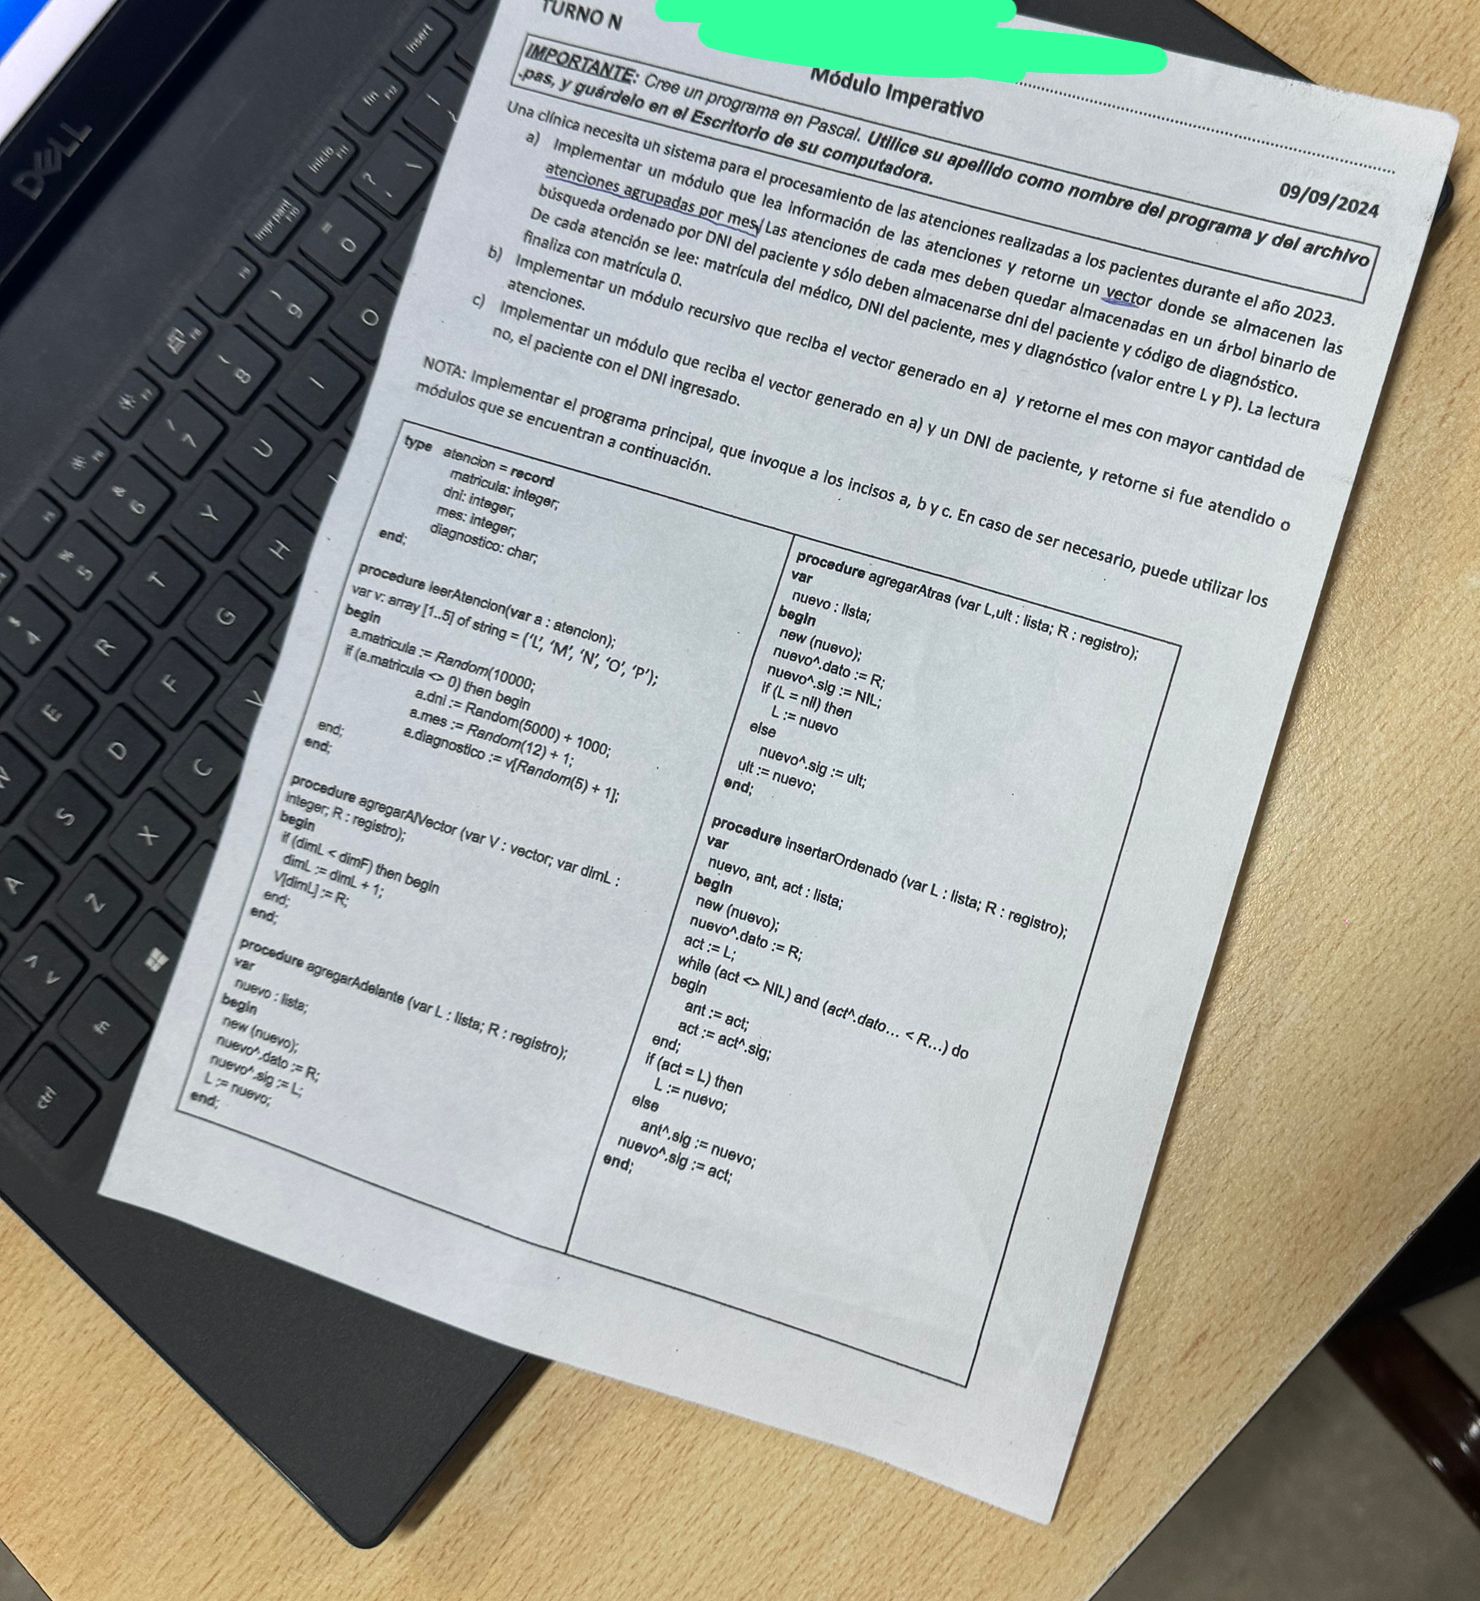 TURNO N
Módulo Imperativo
09/09/2024
IMPORTANTE: Cree un programa en Pascal. Utilice su apellido como nombre del programa y del archivo
.pas, y guárdelo en el Escritorio de su computadora.
Una clínica necesita un sistema para el procesamiento de las atenciones realizadas a los pacientes durante el año 2023.
a) Implementar un módulo que lea información de las atenciones y retorne un vector donde se almacenen las
atenciones agrupadas por mes. Las atenciones de cada mes deben quedar almacenadas en un árbol binario de
búsqueda ordenado por DNI del paciente y sólo deben almacenarse dni del paciente y código de diagnóstico.
De cada atención se lee: matrícula del médico, DNI del paciente, mes y diagnóstico (valor entre L y P). La lectura
finaliza con matrícula 0.
b) Implementar un módulo recursivo que reciba el vector generado en a) y retorne el mes con mayor cantidad de
atenciones.
c) Implementar un módulo que reciba el vector generado en a) y un DNI de paciente, y retorne si fue atendido o
no, el paciente con el DNI ingresado.
NOTA: Implementar el programa principal, que invoque a los incisos a, b y c. En caso de ser necesario, puede utilizar los
módulos que se encuentran a continuación.
type atencion = record
matricula: integer;
dni: integer;
mes: integer;
diagnostico: char;
end;
procedure leerAtencion(var a : atencion);
var v: array [1..5] of string = ('L', 'M', 'N', 'O', 'P');
begin
a.matricula := Random(10000;
if (a.matricula <> 0) then begin
a.dni := Random(5000) + 1000;
a.mes := Random(12) + 1;
a.diagnostico := v[Random(5) + 1];
end;
end;
procedure agregarAlVector (var V : vector; var dimL :
integer; R : registro);
begin
if (dimL < dimF) then begin
dimL := dimL + 1;
V[dimL] := R;
end;
end;
procedure agregarAdelante (var L : lista; R : registro);
var
nuevo : lista;
begin
new (nuevo);
nuevo^.dato := R;
nuevo^.sig := L;
L := nuevo;
end;
procedure agregarAtras (var L,ult : lista; R : registro);
var
nuevo : lista;
begin
new (nuevo);
nuevo^.dato := R;
nuevo^.sig := NIL;
if (L = nil) then
L := nuevo
else
nuevo^.sig := ult;
ult := nuevo;
end;
procedure insertarOrdenado (var L : lista; R : registro);
var
nuevo, ant, act : lista;
begin
new (nuevo);
nuevo^.dato := R;
act := L;
while (act <> NIL) and (act^.dato... < R...) do
begin
ant := act;
act := act^.sig;
end;
if (act = L) then
L := nuevo;
else
ant^.sig := nuevo;
nuevo^.sig := act;
end;
DELL
insert
fn
F12
Inicio
F11
Impr pant
F10
F9
F8
ctrl
fn